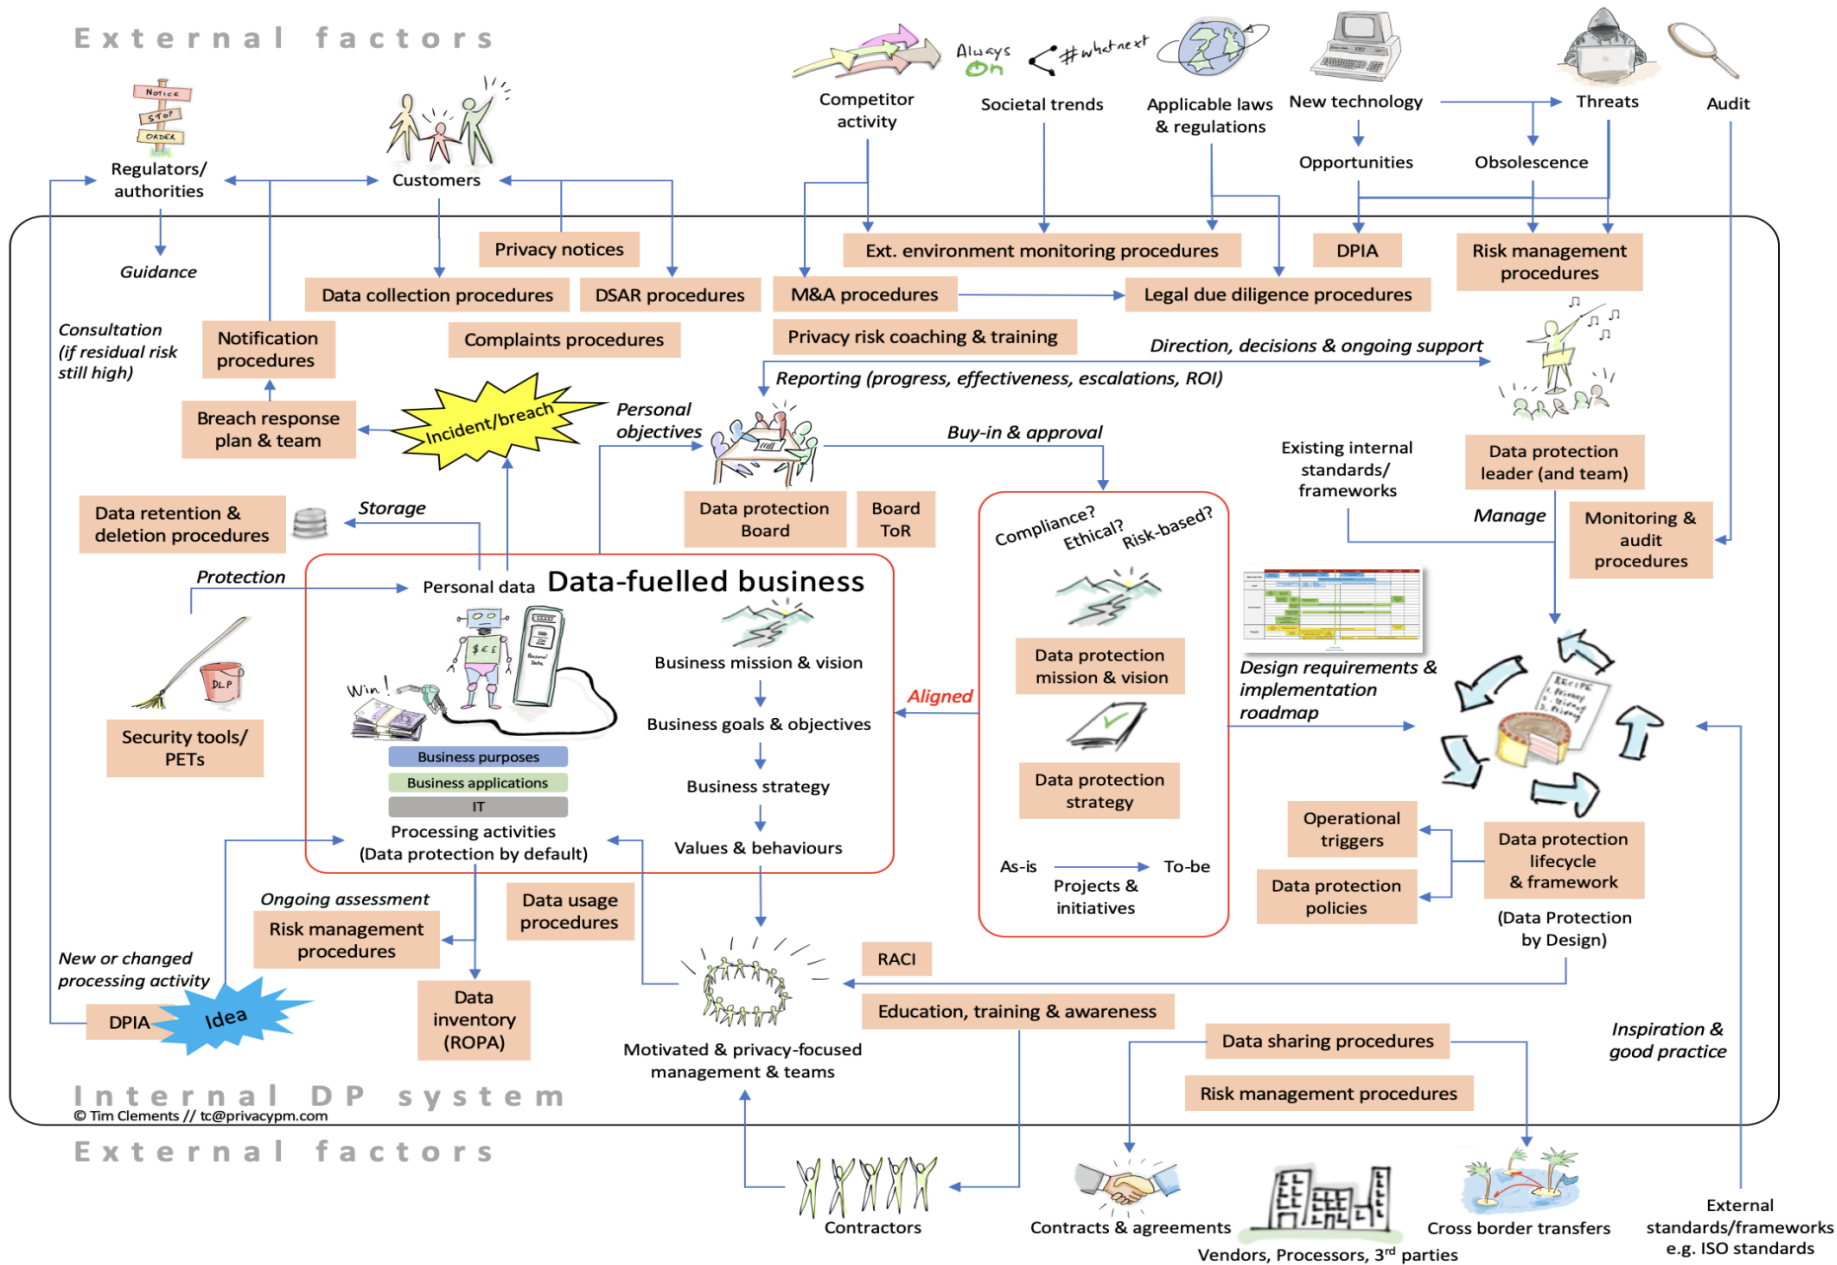 External factors
NOTICE
STOP
ORDER
Regulators/
authorities
Customers
Competitor
activity
Always
On
#whatnext
Societal trends
Applicable laws
& regulations
New technology
Opportunities
Obsolescence
Threats
Audit
Guidance
Privacy notices
Data collection procedures
DSAR procedures
Complaints procedures
Ext. environment monitoring procedures
DPIA
Risk management
procedures
M&A procedures
Legal due diligence procedures
Privacy risk coaching & training
Consultation
(if residual risk
still high)
Notification
procedures
Breach response
plan & team
Incident/breach
Direction, decisions & ongoing support
Reporting (progress, effectiveness, escalations, ROI)
Personal
objectives
Buy-in & approval
Data protection
Board
Board
ToR
Existing internal
standards/
frameworks
Data protection
leader (and team)
Manage
Monitoring &
audit
procedures
Data retention &
deletion procedures
Storage
Protection
DLP
Security tools/
PETs
Personal data
Data-fuelled business
$€£
Personal
Data
Win!
Business purposes
Business applications
IT
Processing activities
(Data protection by default)
Business mission & vision
Business goals & objectives
Business strategy
Values & behaviours
Aligned
Compliance?
Ethical?
Risk-based?
Data protection
mission & vision
Data protection
strategy
As-is
To-be
Projects &
initiatives
Design requirements &
implementation
roadmap
RECIPE
1. Privacy
2. Privacy
3. Privacy
Operational
triggers
Data protection
policies
Data protection
lifecycle
& framework
(Data Protection
by Design)
Ongoing assessment
Risk management
procedures
Data usage
procedures
New or changed
processing activity
DPIA
Idea
Data
inventory
(ROPA)
RACI
Education, training & awareness
Motivated & privacy-focused
management & teams
Data sharing procedures
Risk management procedures
Inspiration &
good practice
Internal DP system
© Tim Clements // tc@privacypm.com
External factors
Contractors
Contracts & agreements
Vendors, Processors, 3rd parties
Cross border transfers
External
standards/frameworks
e.g. ISO standards